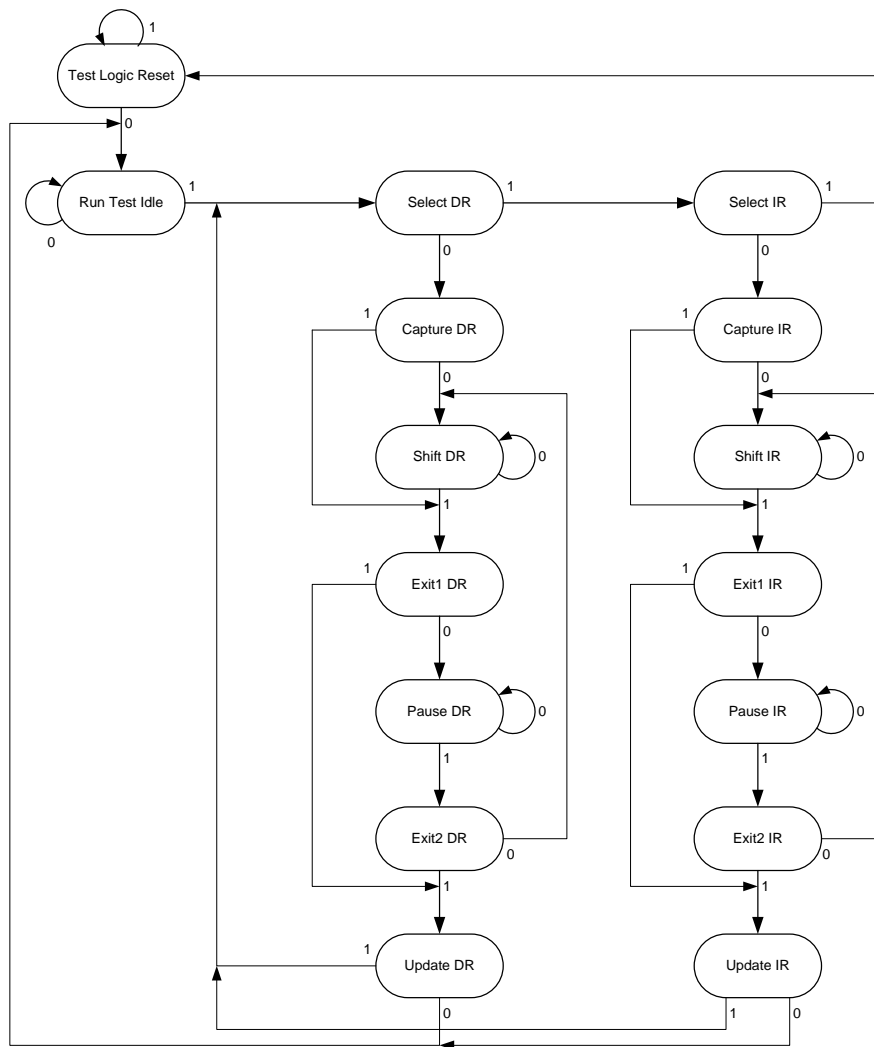 1
Test Logic Reset
0
Run Test Idle
1
0
Select DR
1
Select IR
1
0
0
1
Capture DR
1
Capture IR
0
0
Shift DR
0
Shift IR
0
1
1
1
Exit1 DR
1
Exit1 IR
0
0
Pause DR
0
Pause IR
0
1
1
Exit2 DR
0
Exit2 IR
0
1
1
1
Update DR
Update IR
0
1
0